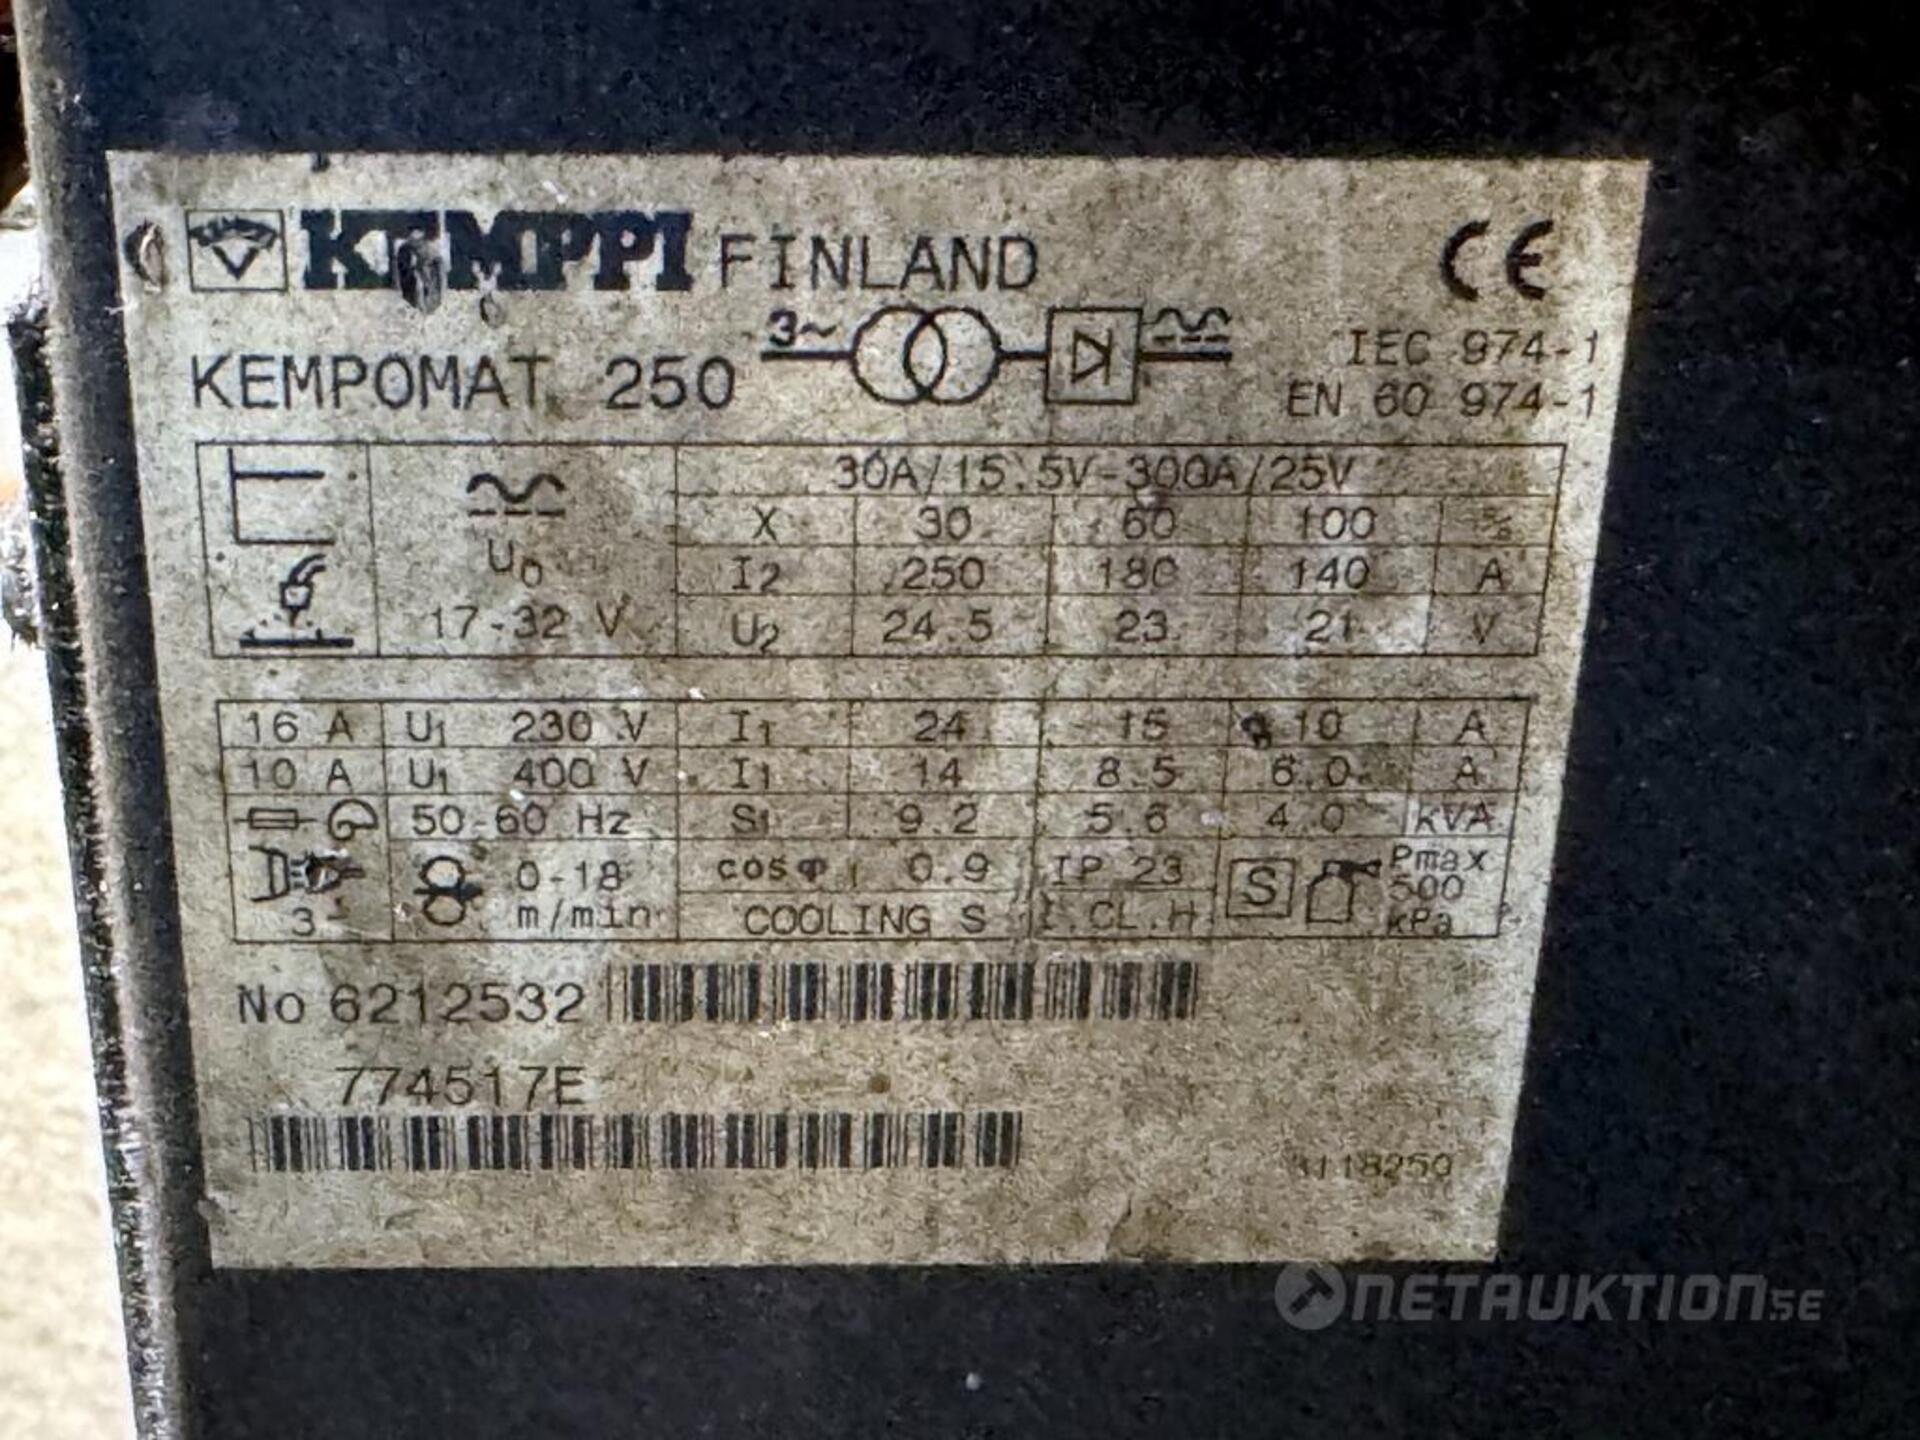 KEMPPI FINLAND CE
KEMPOMAT 250 3~ IEC 974-1
EN 60 974-1
30A/15.5V-300A/25V
X 30 60 100 %
U0 I2 250 180 140 A
17-32 V U2 24.5 23 21 V
16 A U1 230 V I1 24 15 10 A
10 A U1 400 V I1 14 8.5 6.0 A
50-60 Hz S1 9.2 5.6 4.0 kVA
0-18 cosφ 0.9 IP 23 S Pmax
500
3~ m/min COOLING S I.CL.H kPa
No 6212532
774517E
3118250
NETAUKTION.SE